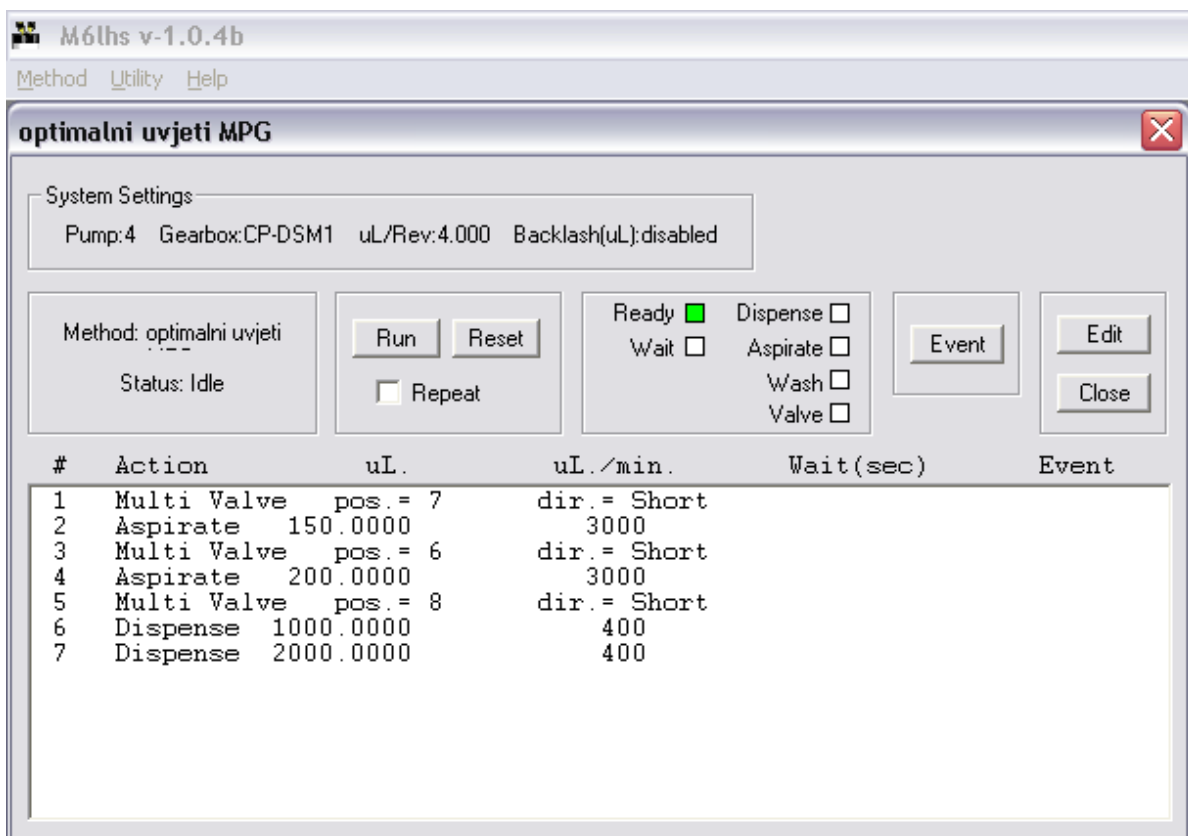 M6lhs v-1.0.4b
Method Utility Help
optimalni uvjeti MPG
System Settings
Pump:4 Gearbox:CP-DSM1 uL/Rev:4.000 Backlash(uL):disabled
Method: optimalni uvjeti
Status: Idle
Run Reset
Repeat
Ready Dispense
Wait Aspirate
Wash
Valve
Event
Edit
Close
# Action uL. uL./min. Wait(sec) Event
1 Multi Valve pos.= 7 dir.= Short
2 Aspirate 150.0000 3000
3 Multi Valve pos.= 6 dir.= Short
4 Aspirate 200.0000 3000
5 Multi Valve pos.= 8 dir.= Short
6 Dispense 1000.0000 400
7 Dispense 2000.0000 400